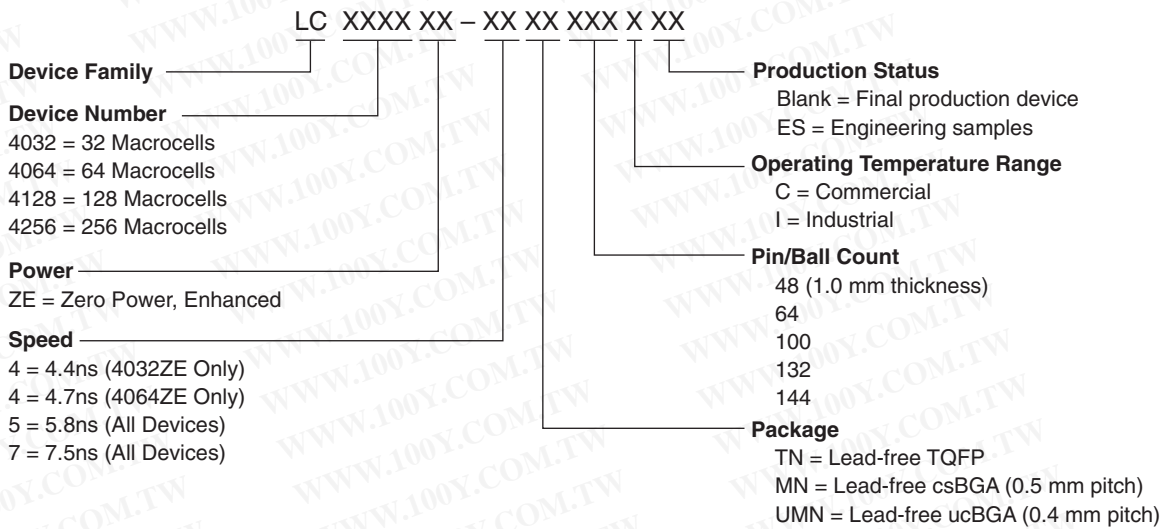 LC XXXX XX – XX XX XXX X XX
Device Family
Device Number
4032 = 32 Macrocells
4064 = 64 Macrocells
4128 = 128 Macrocells
4256 = 256 Macrocells
Power
ZE = Zero Power, Enhanced
Speed
4 = 4.4ns (4032ZE Only)
4 = 4.7ns (4064ZE Only)
5 = 5.8ns (All Devices)
7 = 7.5ns (All Devices)
Production Status
Blank = Final production device
ES = Engineering samples
Operating Temperature Range
C = Commercial
I = Industrial
Pin/Ball Count
48 (1.0 mm thickness)
64
100
132
144
Package
TN = Lead-free TQFP
MN = Lead-free csBGA (0.5 mm pitch)
UMN = Lead-free ucBGA (0.4 mm pitch)
WWW.100Y.COM.TW